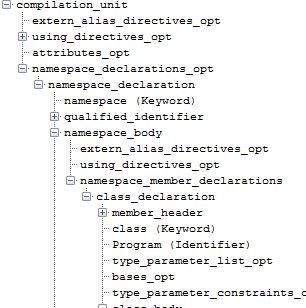 compilation_unit
extern_alias_directives_opt
using_directives_opt
attributes_opt
namespace_declarations_opt
namespace_declaration
namespace (Keyword)
qualified_identifier
namespace_body
extern_alias_directives_opt
using_directives_opt
namespace_member_declarations
class_declaration
member_header
class (Keyword)
Program (Identifier)
type_parameter_list_opt
bases_opt
type_parameter_constraints_c
class_body